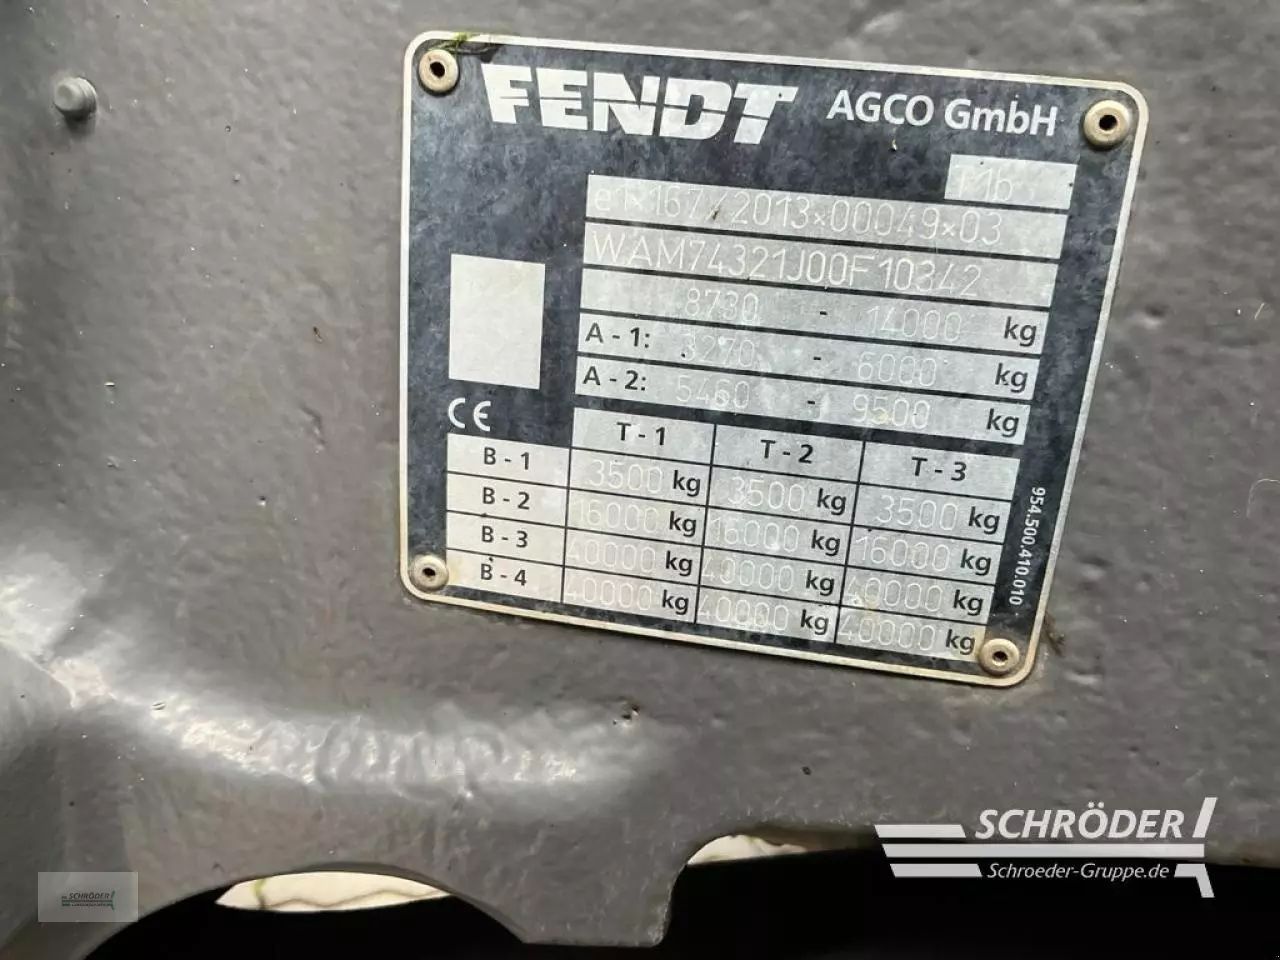 FENDT AGCO GmbH
T1b
e1*167/2013*00049*03
WAM74321J00F10342
8730 - 14000 kg
A - 1: 3270 - 6000 kg
A - 2: 5460 - 9500 kg
CE
T - 1 T - 2 T - 3
B - 1 3500 kg 3500 kg 3500 kg
B - 2 16000 kg 16000 kg 16000 kg
B - 3 40000 kg 40000 kg 40000 kg
B - 4 40000 kg 40000 kg 40000 kg
954.500.410.010
SCHRÖDER
Schroeder-Gruppe.de
SCHRÖDER